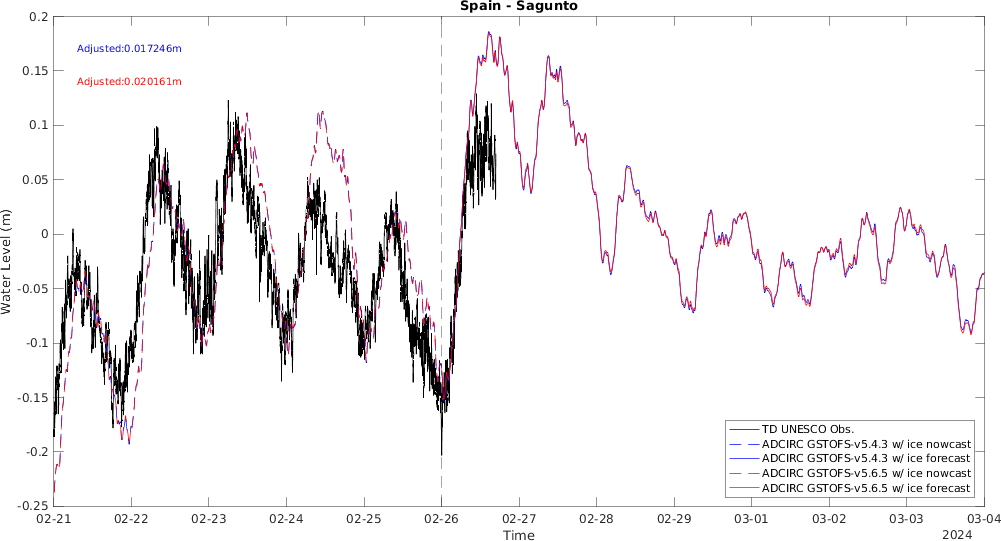 Spain - Sagunto
Adjusted:0.017246m
Adjusted:0.020161m
Water Level (m)
0.2
0.15
0.1
0.05
0
-0.05
-0.1
-0.15
-0.2
-0.25
TD UNESCO Obs.
ADCIRC GSTOFS-v5.4.3 w/ ice nowcast
ADCIRC GSTOFS-v5.4.3 w/ ice forecast
ADCIRC GSTOFS-v5.6.5 w/ ice nowcast
ADCIRC GSTOFS-v5.6.5 w/ ice forecast
02-21 02-22 02-23 02-24 02-25 02-26 02-27 02-28 02-29 03-01 03-02 03-03 03-04
Time
2024